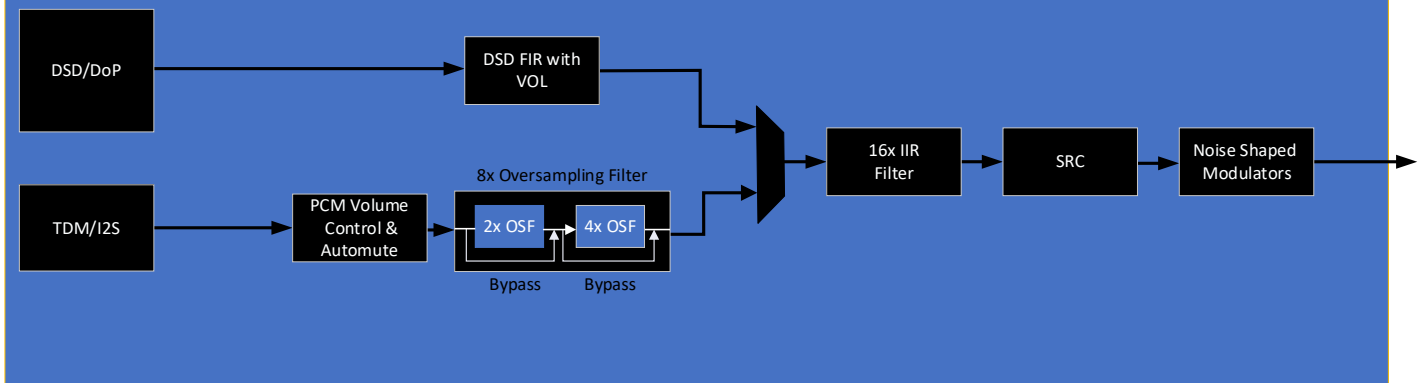 DSD/DoP
DSD FIR with
VOL
16x IIR
Filter
SRC
Noise Shaped
Modulators
8x Oversampling Filter
TDM/I2S
PCM Volume
Control &
Automute
2x OSF
4x OSF
Bypass
Bypass